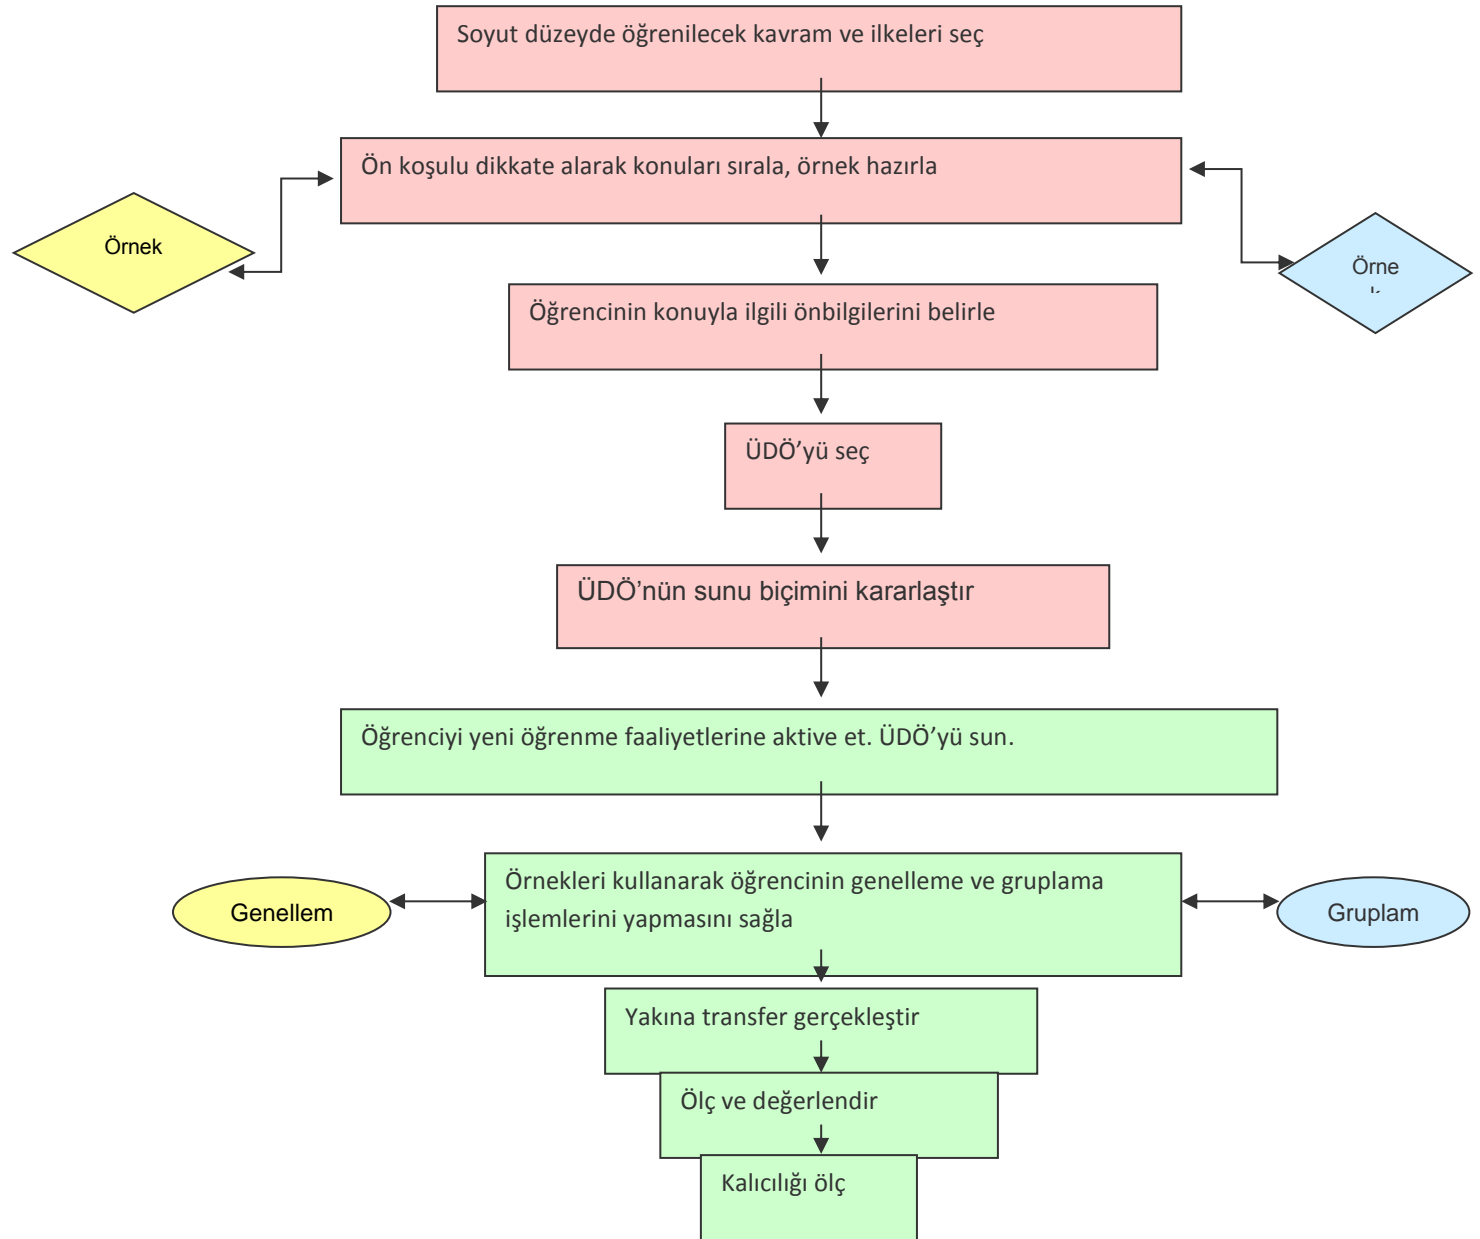 Soyut düzeyde öğrenilecek kavram ve ilkeleri seç
Ön koşulu dikkate alarak konuları sırala, örnek hazırla
Örnek
Örne
Öğrencinin konuyla ilgili önbilgilerini belirle
ÜDÖ’yü seç
ÜDÖ’nün sunu biçimini kararlaştır
Öğrenciyi yeni öğrenme faaliyetlerine aktive et. ÜDÖ’yü sun.
Örnekleri kullanarak öğrencinin genelleme ve gruplama
işlemlerini yapmasını sağla
Genellem
Gruplam
Yakına transfer gerçekleştir
Ölç ve değerlendir
Kalıcılığı ölç